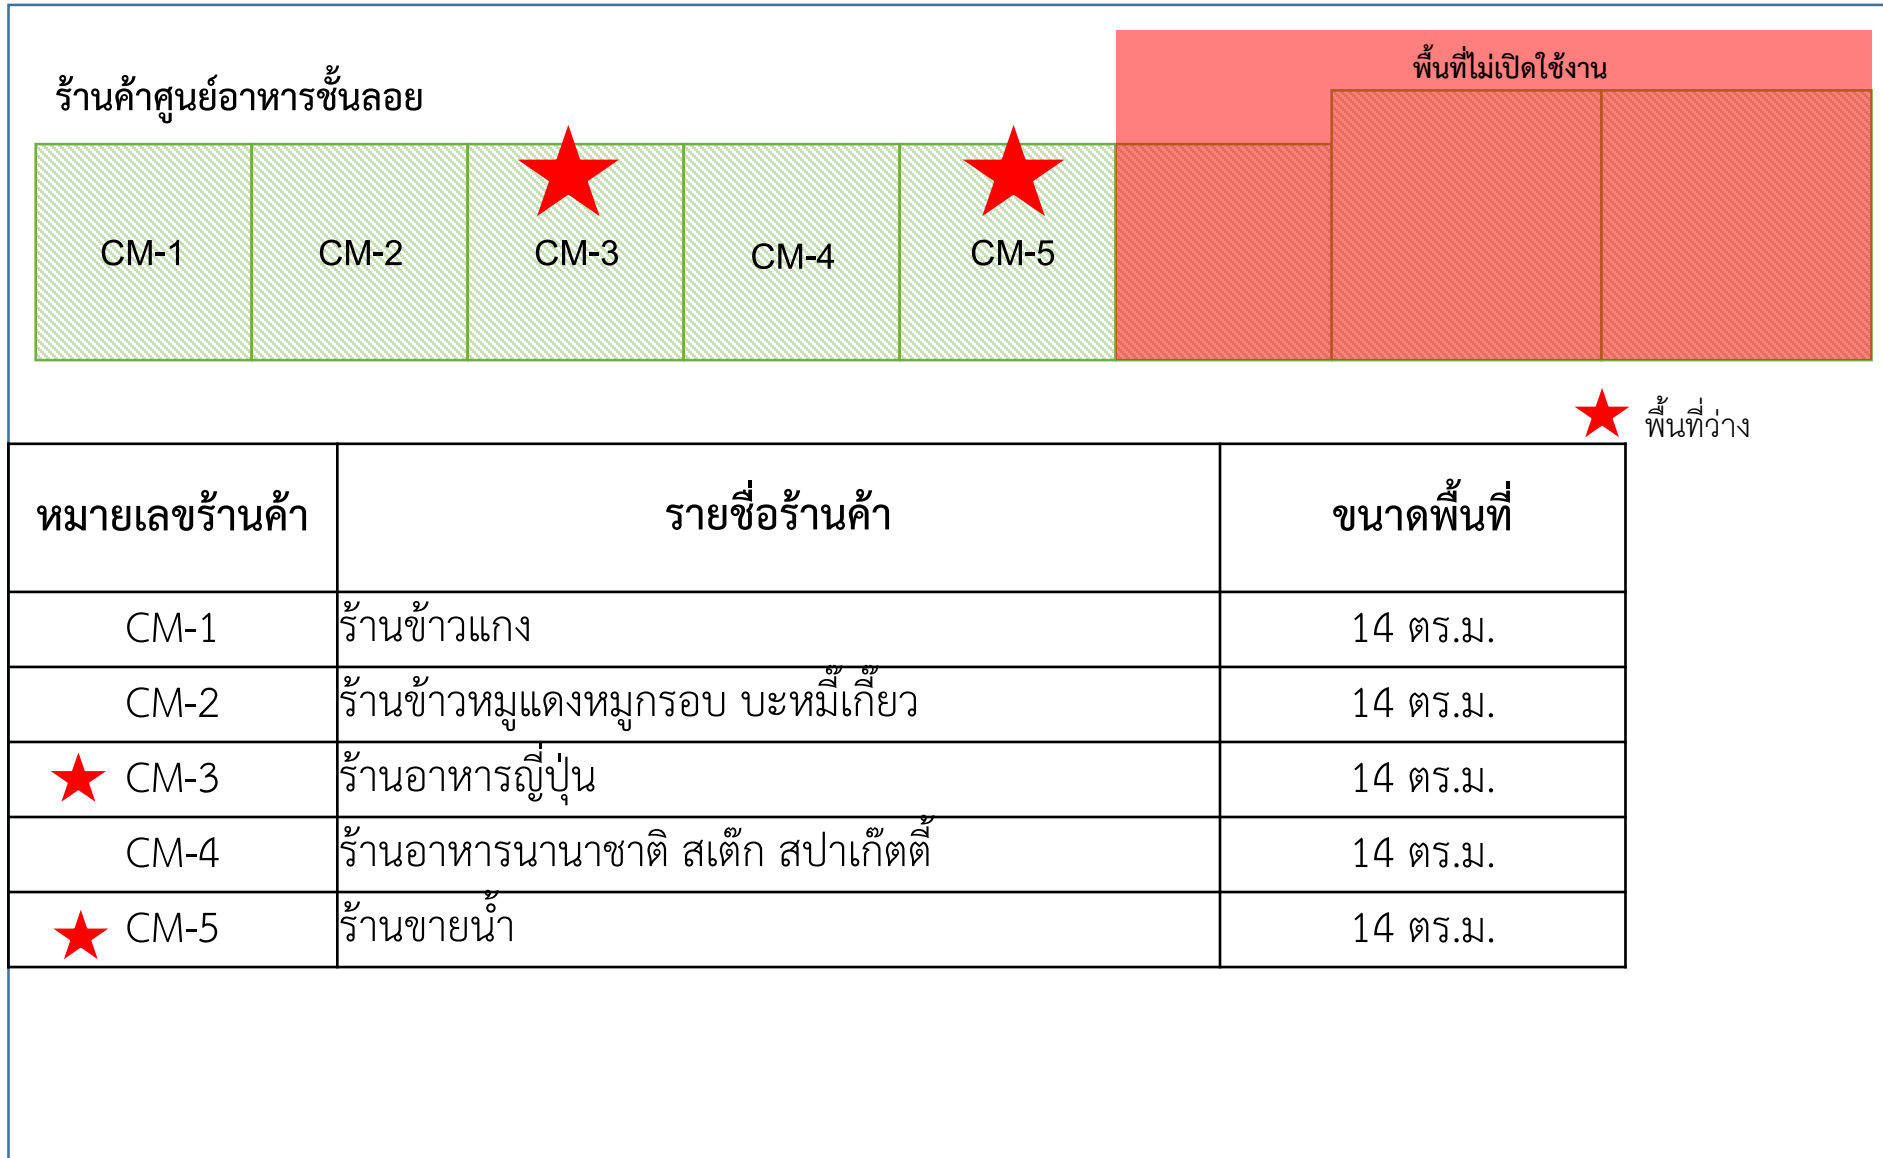 พื้นที่ไม่เปิดใช้งาน
ร้านค้าศูนย์อาหารชั้นลอย
CM-1 CM-2 CM-3 CM-4 CM-5
พื้นที่ว่าง
หมายเลขร้านค้า รายชื่อร้านค้า ขนาดพื้นที่
CM-1 ร้านข้าวแกง 14 ตร.ม.
CM-2 ร้านข้าวหมูแดงหมูกรอบ บะหมี่เกี๊ยว 14 ตร.ม.
CM-3 ร้านอาหารญี่ปุ่น 14 ตร.ม.
CM-4 ร้านอาหารนานาชาติ สเต๊ก สปาเก๊ตตี้ 14 ตร.ม.
CM-5 ร้านขายน้ำ 14 ตร.ม.